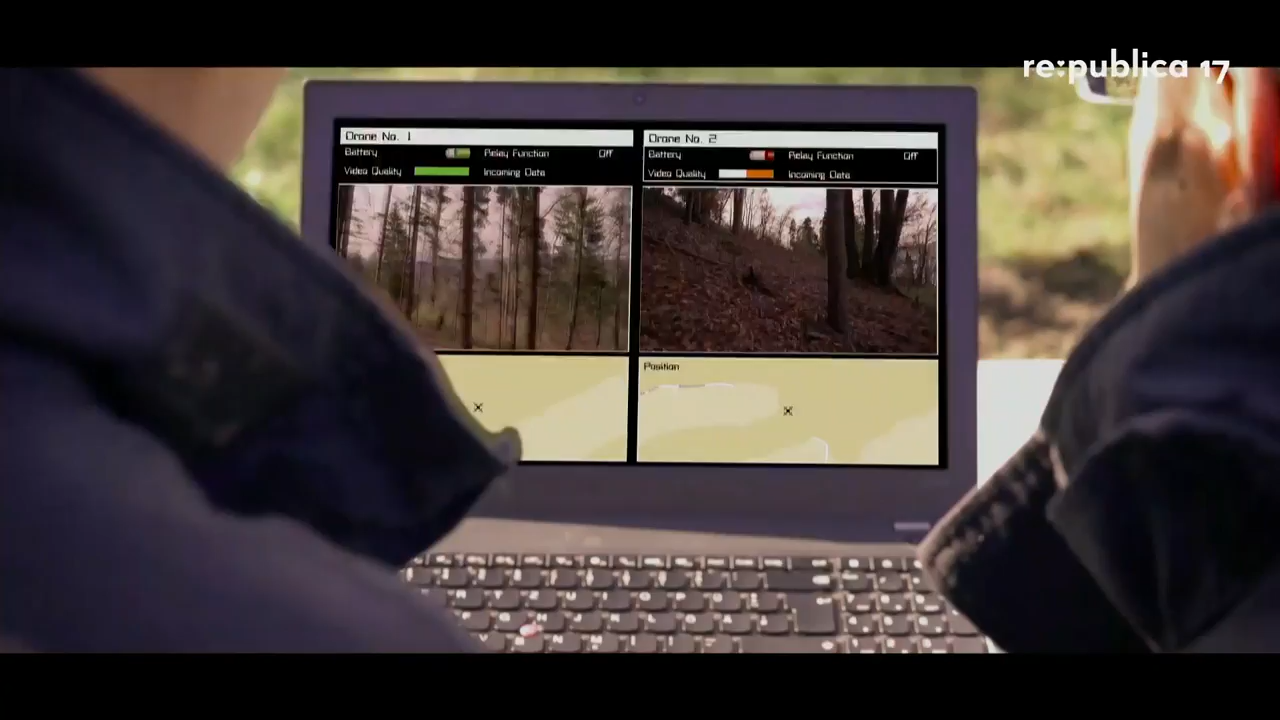 re:publica 17
Drone No. 1
Battery Relay Function Off
Video Quality Incoming Data
Drone No. 2
Battery Relay Function Off
Video Quality Incoming Data
Position